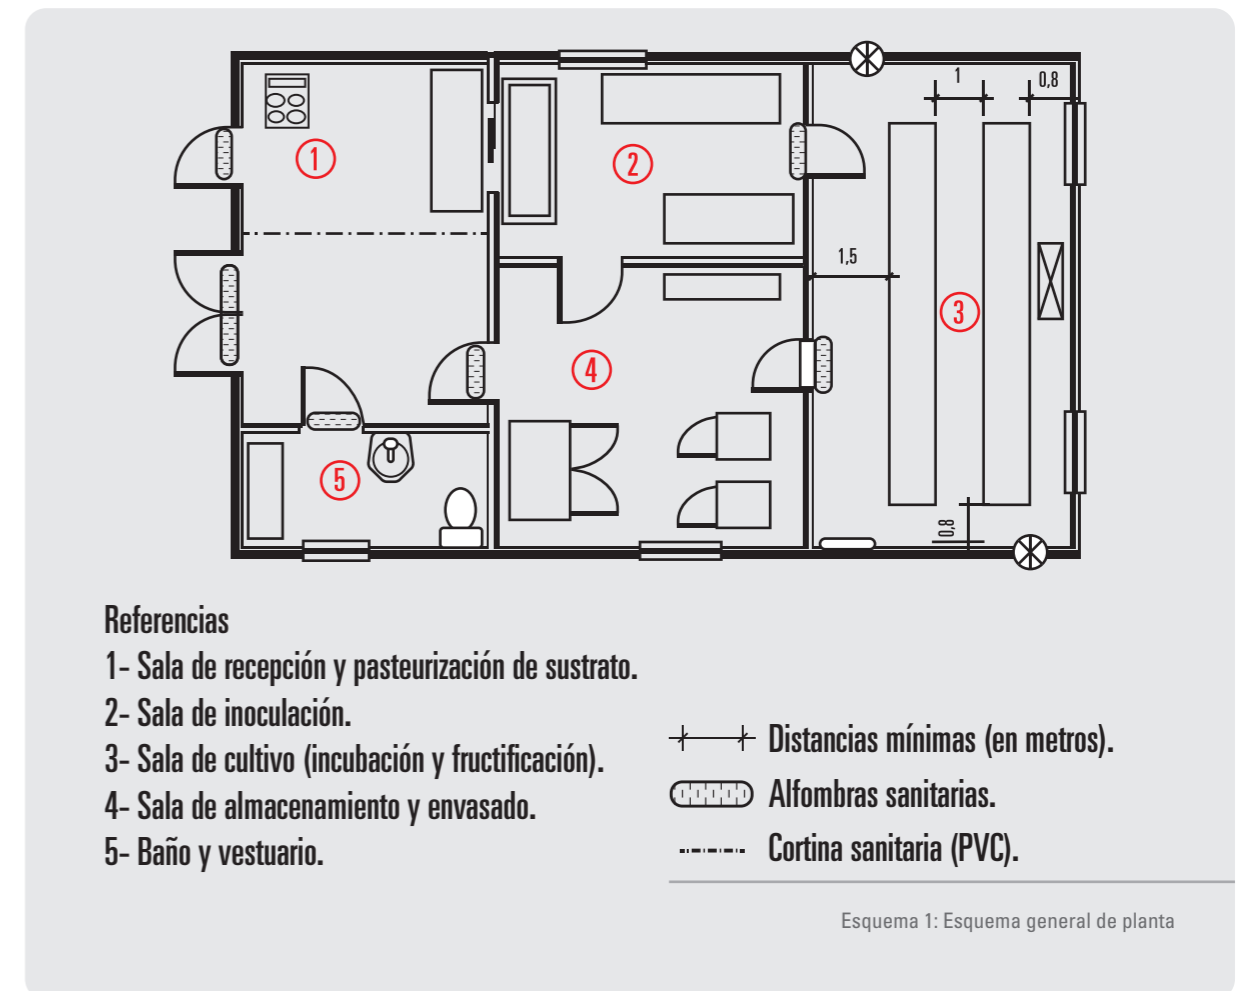 1
0,8
1
2
1,5
3
4
5
0,8
Referencias
1- Sala de recepción y pasteurización de sustrato.
2- Sala de inoculación.
3- Sala de cultivo (incubación y fructificación).
4- Sala de almacenamiento y envasado.
5- Baño y vestuario.
Distancias mínimas (en metros).
Alfombras sanitarias.
Cortina sanitaria (PVC).
Esquema 1: Esquema general de planta